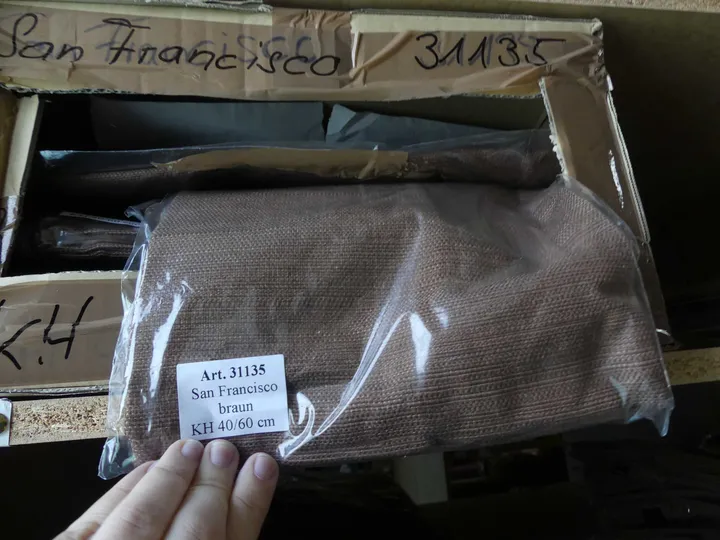 San Francisco 31135
K.H
Art. 31135
San Francisco
braun
KH 40/60 cm